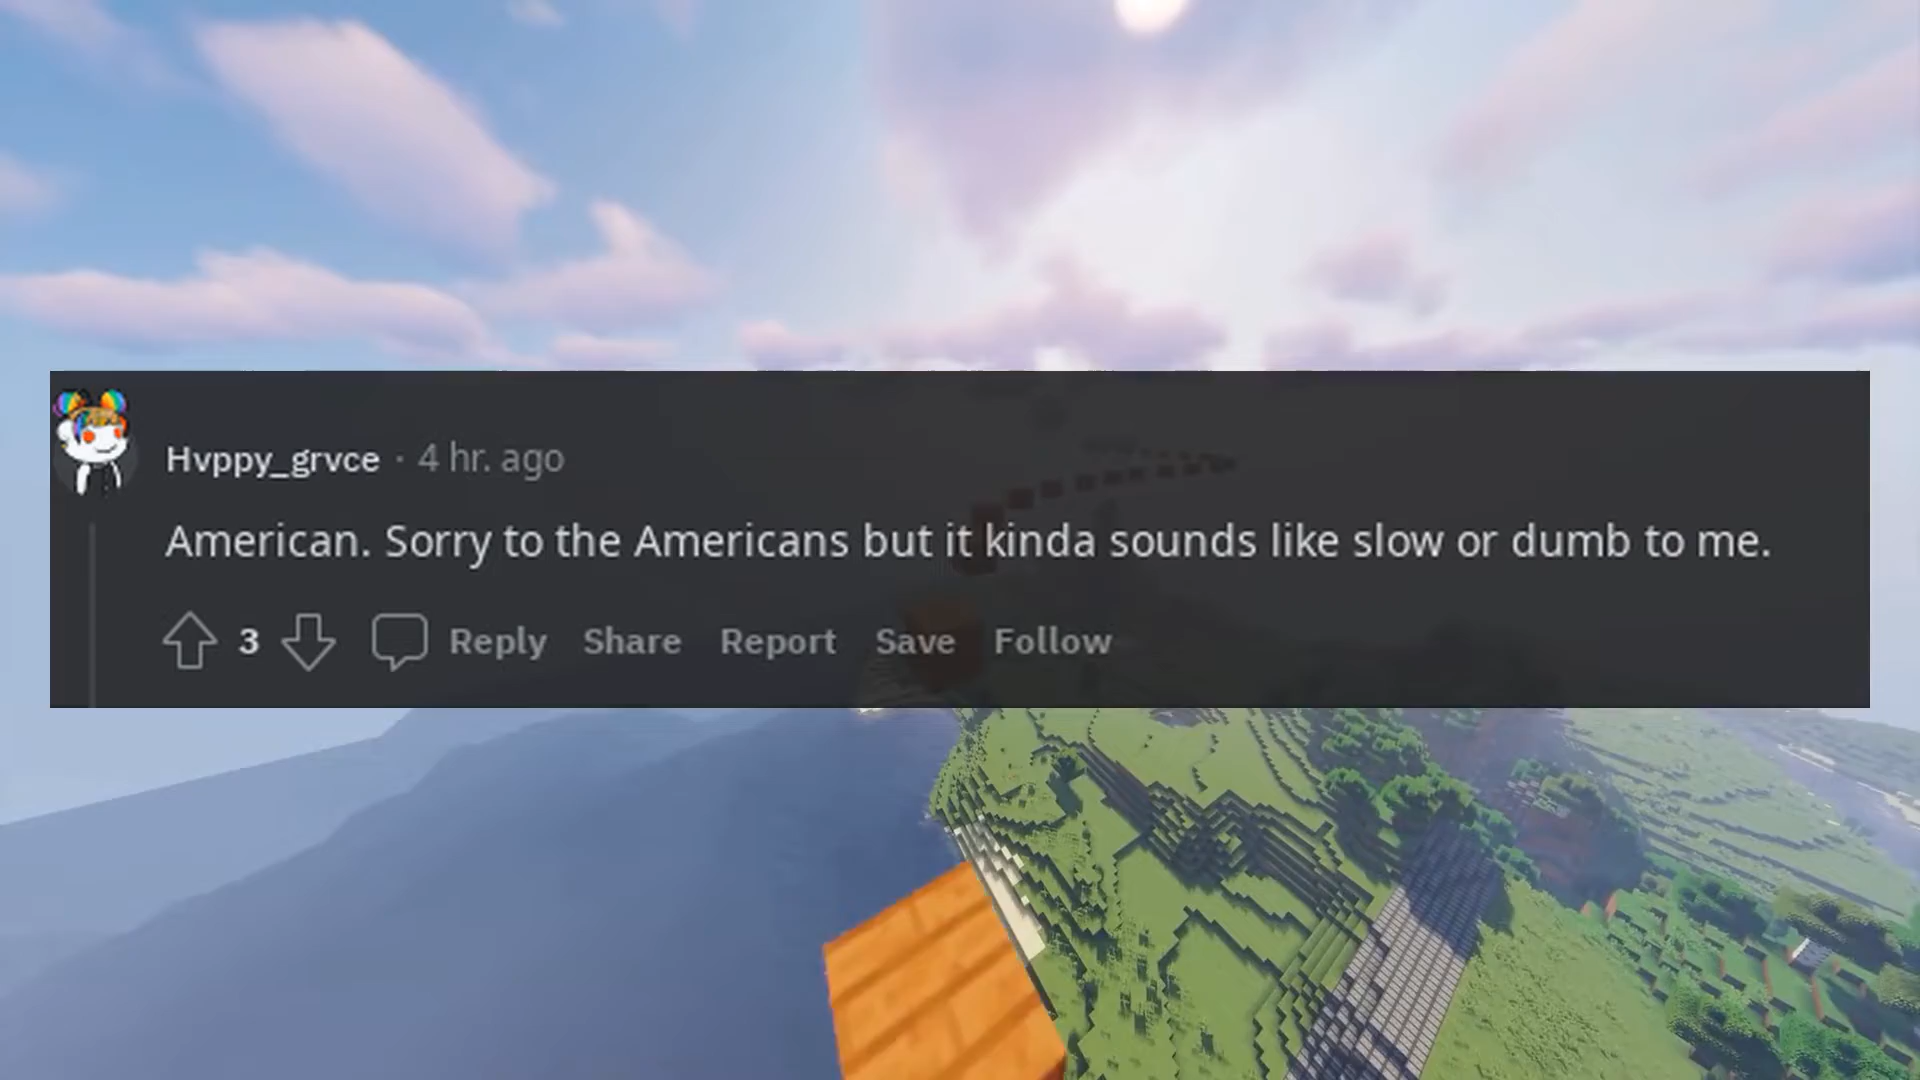 Hvppy_grvce · 4 hr. ago
American. Sorry to the Americans but it kinda sounds like slow or dumb to me.
3 Reply Share Report Save Follow